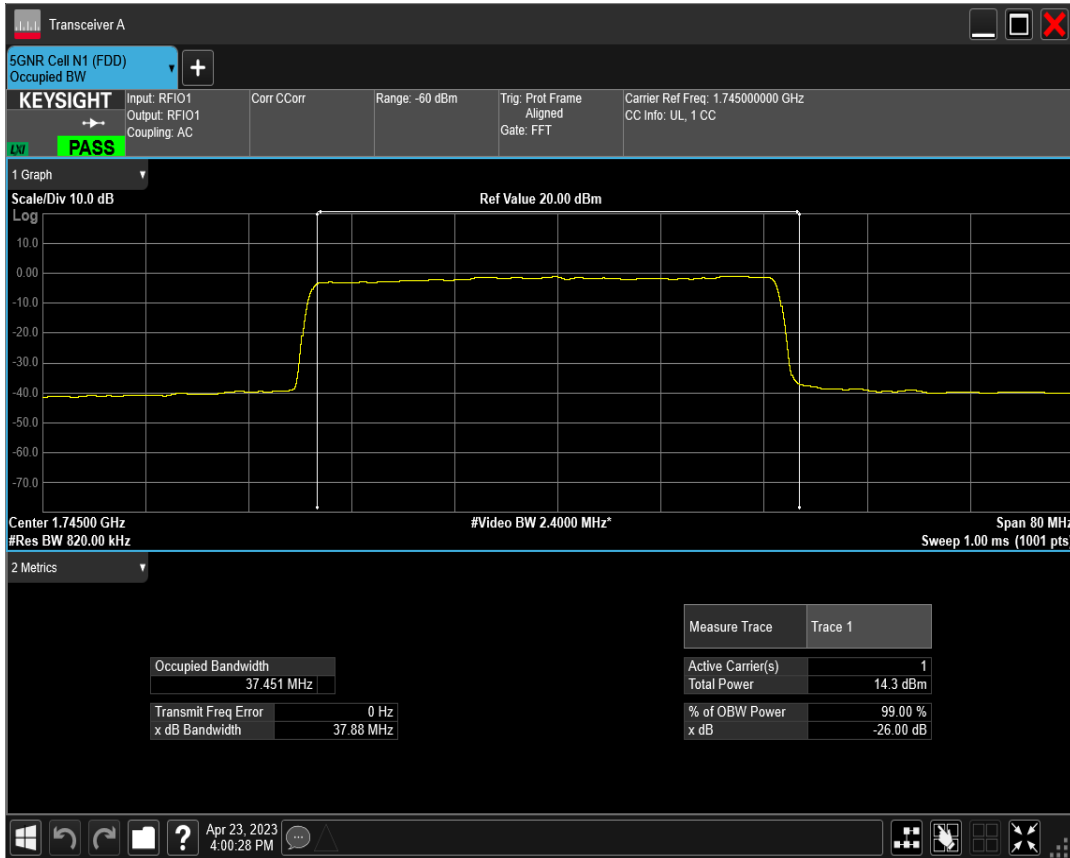 Transceiver A
5GNR Cell N1 (FDD)
Occupied BW
+
KEYSIGHT
LXI
PASS
Input: RFIO1
Output: RFIO1
Coupling: AC
Corr CCorr
Range: -60 dBm
Trig: Prot Frame
Aligned
Gate: FFT
Carrier Ref Freq: 1.745000000 GHz
CC Info: UL, 1 CC
1 Graph
Scale/Div 10.0 dB
Ref Value 20.00 dBm
Log
10.0
0.00
-10.0
-20.0
-30.0
-40.0
-50.0
-60.0
-70.0
Center 1.74500 GHz
#Video BW 2.4000 MHz*
Span 80 MHz
#Res BW 820.00 kHz
Sweep 1.00 ms (1001 pts)
2 Metrics
Measure Trace Trace 1
Occupied Bandwidth
37.451 MHz
Transmit Freq Error 0 Hz
x dB Bandwidth 37.88 MHz
Active Carrier(s) 1
Total Power 14.3 dBm
% of OBW Power 99.00 %
x dB -26.00 dB
?
Apr 23, 2023
4:00:28 PM